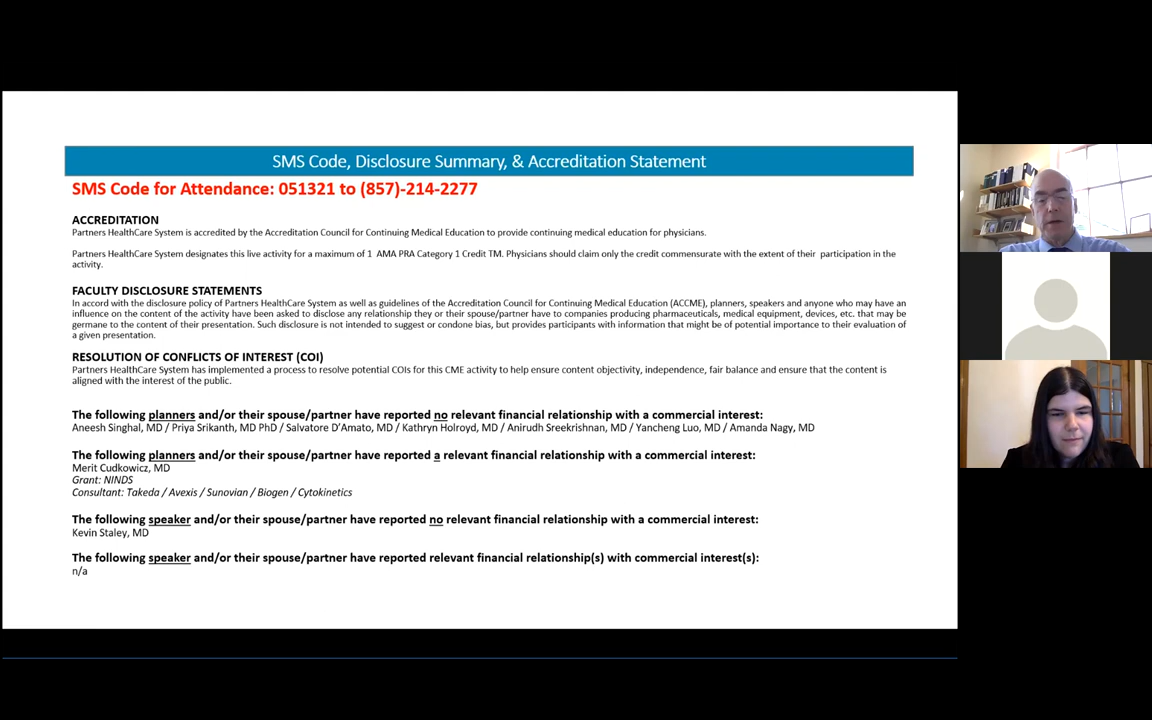 SMS Code, Disclosure Summary, & Accreditation Statement
SMS Code for Attendance: 051321 to (857)-214-2277
ACCREDITATION
Partners HealthCare System is accredited by the Accreditation Council for Continuing Medical Education to provide continuing medical education for physicians.
Partners HealthCare System designates this live activity for a maximum of 1 AMA PRA Category 1 Credit TM. Physicians should claim only the credit commensurate with the extent of their participation in the
activity.
FACULTY DISCLOSURE STATEMENTS
In accord with the disclosure policy of Partners HealthCare System as well as guidelines of the Accreditation Council for Continuing Medical Education (ACCME), planners, speakers and anyone who may have an
influence on the content of the activity have been asked to disclose any relationship they or their spouse/partner have to companies producing pharmaceuticals, medical equipment, devices, etc. that may be
germane to the content of their presentation. Such disclosure is not intended to suggest or condone bias, but provides participants with information that might be of potential importance to their evaluation of
a given presentation.
RESOLUTION OF CONFLICTS OF INTEREST (COI)
Partners HealthCare System has implemented a process to resolve potential COIs for this CME activity to help ensure content objectivity, independence, fair balance and ensure that the content is
aligned with the interest of the public.
The following planners and/or their spouse/partner have reported no relevant financial relationship with a commercial interest:
Aneesh Singhal, MD / Priya Srikanth, MD PhD / Salvatore D'Amato, MD / Kathryn Holroyd, MD / Anirudh Sreekrishnan, MD / Yancheng Luo, MD / Amanda Nagy, MD
The following planners and/or their spouse/partner have reported a relevant financial relationship with a commercial interest:
Merit Cudkowicz, MD
Grant: NINDS
Consultant: Takeda / Avexis / Sunovian / Biogen / Cytokinetics
The following speaker and/or their spouse/partner have reported no relevant financial relationship with a commercial interest:
Kevin Staley, MD
The following speaker and/or their spouse/partner have reported relevant financial relationship(s) with commercial interest(s):
n/a